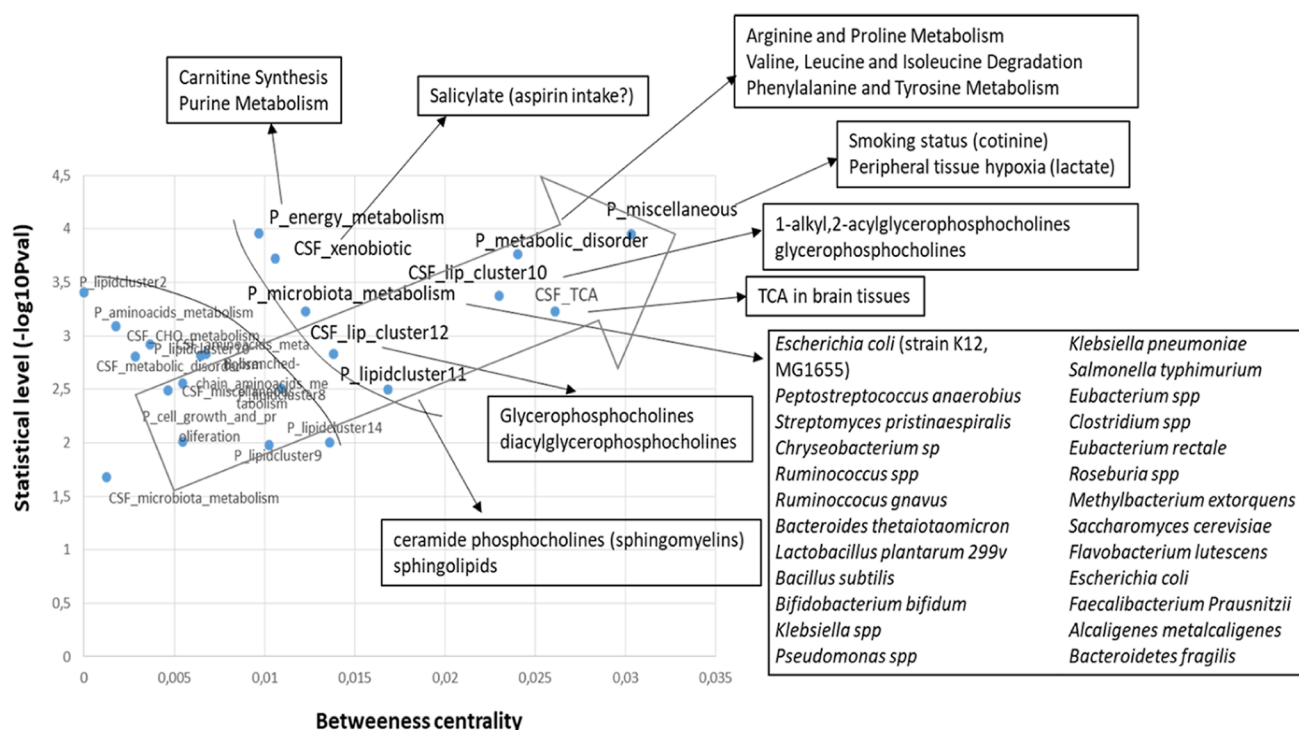 Arginine and Proline Metabolism
Valine, Leucine and Isoleucine Degradation
Phenylalanine and Tyrosine Metabolism
Carnitine Synthesis
Purine Metabolism
Salicylate (aspirin intake?)
Smoking status (cotinine)
Peripheral tissue hypoxia (lactate)
1-alkyl,2-acylglycerophosphocholines
glycerophosphocholines
TCA in brain tissues
Statistical level (-log10Pval)
4,5
4
3,5
3
2,5
2
1,5
1
0,5
0
P_miscellaneous
P_energy_metabolism
CSF_xenobiotic
P_metabolic_disorder
CSF_lip_cluster10
P_lipidcluster2
P_microbiota_metabolism
CSF_TCA
P_aminoacids_metabolism
CSF_CHO_metabolism
CSF_lip_cluster12
CSF_metabolic_disorder
P_lipidcluster11
chain_aminoacids_me
tabolism
P_lipidcluster8
P_cell_growth_and_pr
oliferation
P_lipidcluster14
P_lipidcluster9
CSF_microbiota_metabolism
Glycerophosphocholines
diacylglycerophosphocholines
ceramide phosphocholines (sphingomyelins)
sphingolipids
Escherichia coli (strain K12,
MG1655)
Peptostreptococcus anaerobius
Streptomyces pristinaespiralis
Chryseobacterium sp
Ruminococcus spp
Ruminoccocus gnavus
Bacteroides thetaiotaomicron
Lactobacillus plantarum 299v
Bacillus subtilis
Bifidobacterium bifidum
Klebsiella spp
Pseudomonas spp
Klebsiella pneumoniae
Salmonella typhimurium
Eubacterium spp
Clostridium spp
Eubacterium rectale
Roseburia spp
Methylbacterium extorquens
Saccharomyces cerevisiae
Flavobacterium lutescens
Escherichia coli
Faecalibacterium Prausnitzii
Alcaligenes metalcaligenes
Bacteroidetes fragilis
0 0,005 0,01 0,015 0,02 0,025 0,03 0,035
Betweeness centrality